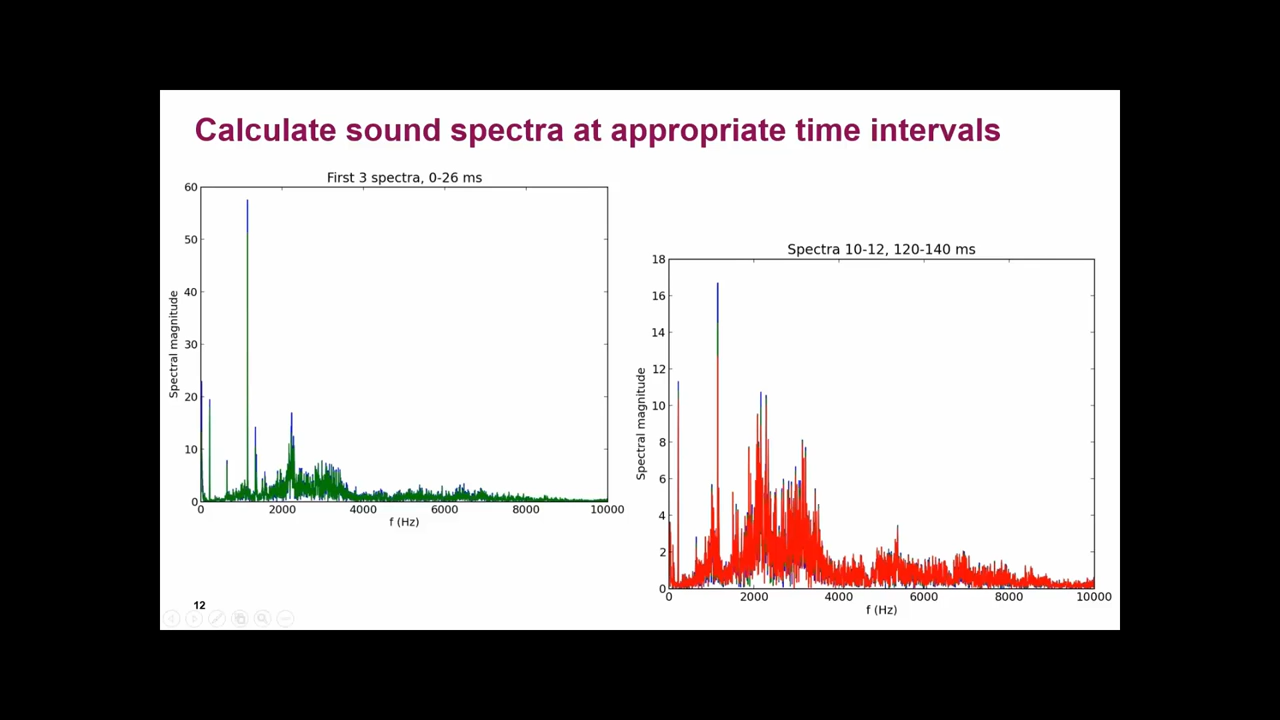 Calculate sound spectra at appropriate time intervals
First 3 spectra, 0-26 ms
60
50
40
30
20
10
0
Spectral magnitude
0 2000 4000 6000 8000 10000
f (Hz)
Spectra 10-12, 120-140 ms
18
16
14
12
10
8
6
4
2
0
Spectral magnitude
0 2000 4000 6000 8000 10000
f (Hz)
12